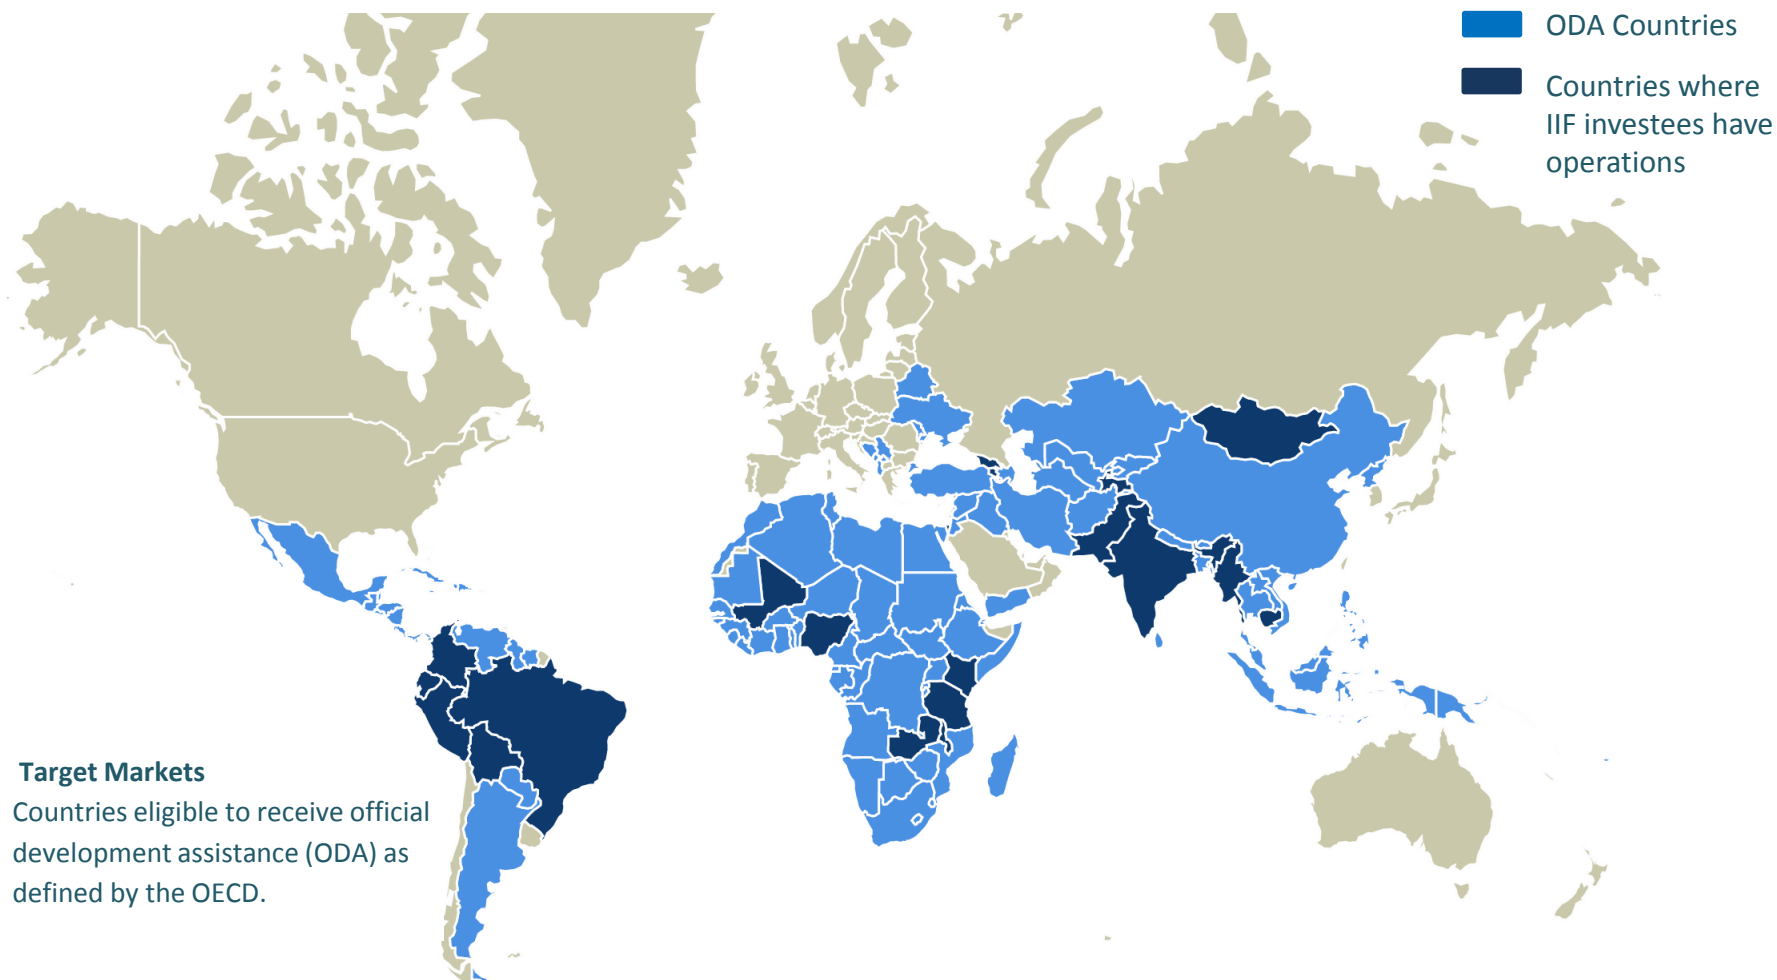 ODA Countries
Countries where
IIF investees have
operations
Target Markets
Countries eligible to receive official
development assistance (ODA) as
defined by the OECD.